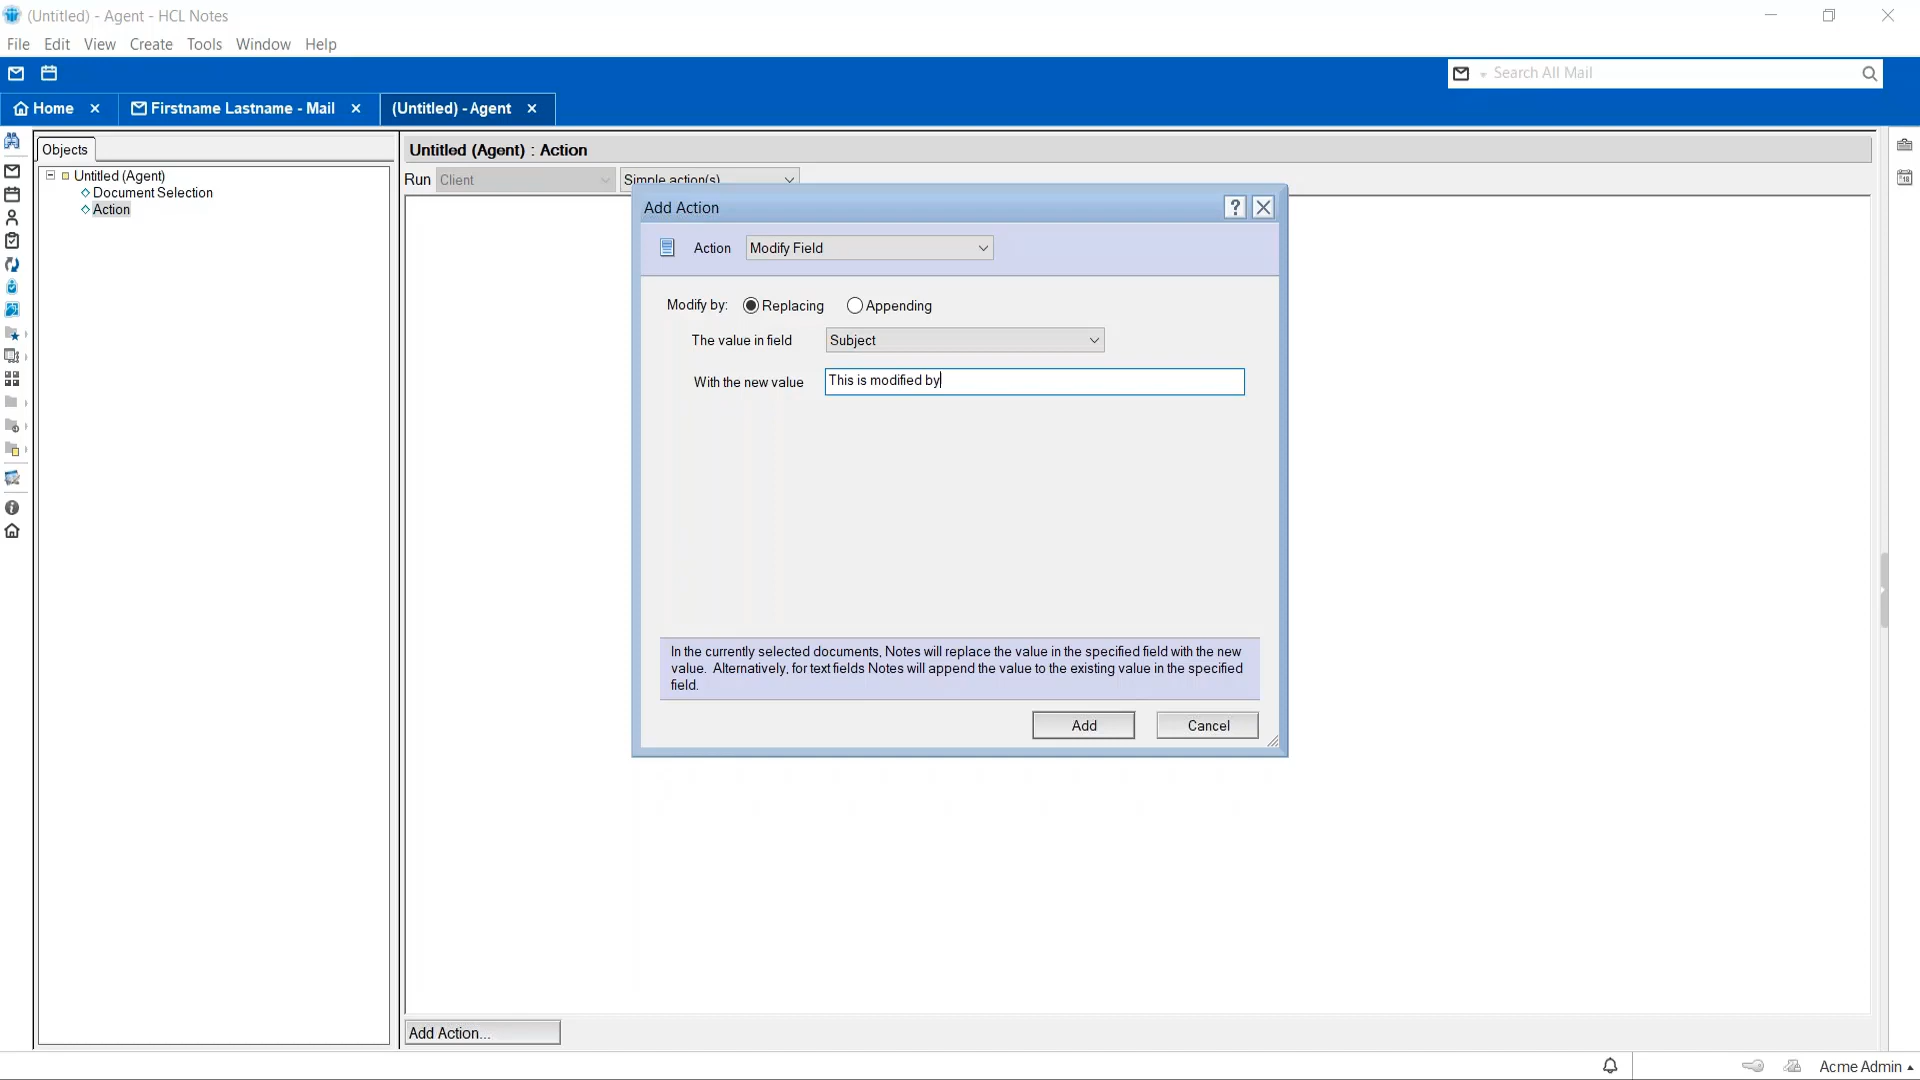 (Untitled) - Agent - HCL Notes
File Edit View Create Tools Window Help
Search All Mail
Home
Firstname Lastname - Mail
(Untitled) - Agent
Objects
Untitled (Agent)
Document Selection
Action
Untitled (Agent) : Action
Run Client Simple action(s)
Add Action
?
Action Modify Field
Modify by: Replacing Appending
The value in field Subject
With the new value This is modified by
In the currently selected documents, Notes will replace the value in the specified field with the new
value. Alternatively, for text fields Notes will append the value to the existing value in the specified
field.
Add Cancel
Add Action...
Acme Admin